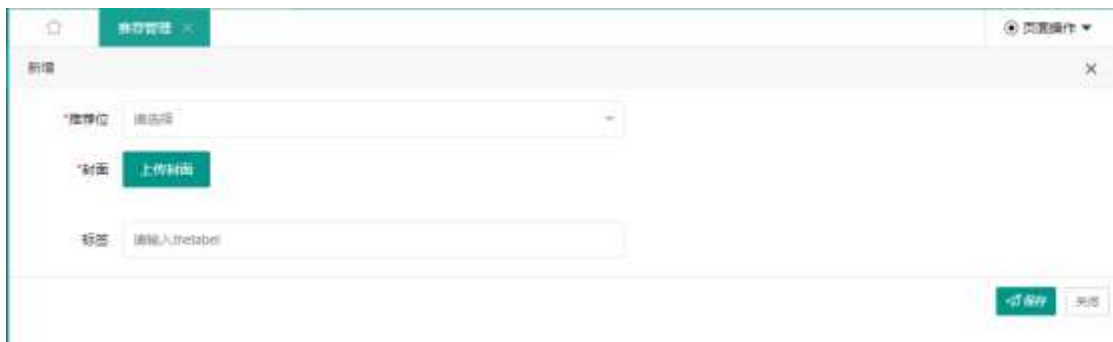 推荐管理 ×
页面操作
新增
*推荐位 请选择
*封面 上传封面
标签 请输入thelabel
保存 关闭